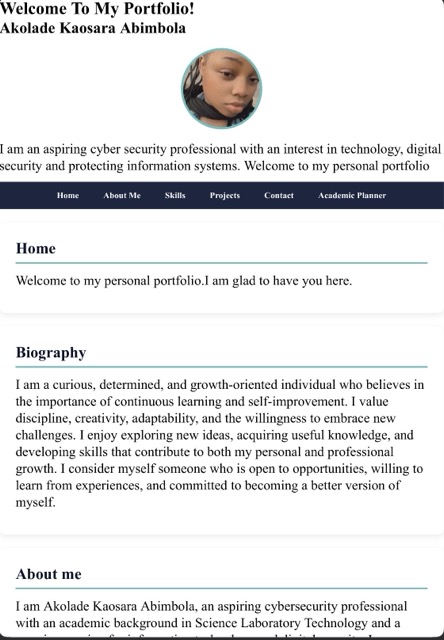 Welcome To My Portfolio!
Akolade Kaosara Abimbola
I am an aspiring cyber security professional with an interest in technology, digital
security and protecting information systems. Welcome to my personal portfolio
Home About Me Skills Projects Contact Academic Planner
Home
Welcome to my personal portfolio.I am glad to have you here.
Biography
I am a curious, determined, and growth-oriented individual who believes in
the importance of continuous learning and self-improvement. I value
discipline, creativity, adaptability, and the willingness to embrace new
challenges. I enjoy exploring new ideas, acquiring useful knowledge, and
developing skills that contribute to both my personal and professional
growth. I consider myself someone who is open to opportunities, willing to
learn from experiences, and committed to becoming a better version of
myself.
About me
I am Akolade Kaosara Abimbola, an aspiring cybersecurity professional
with an academic background in Science Laboratory Technology and a